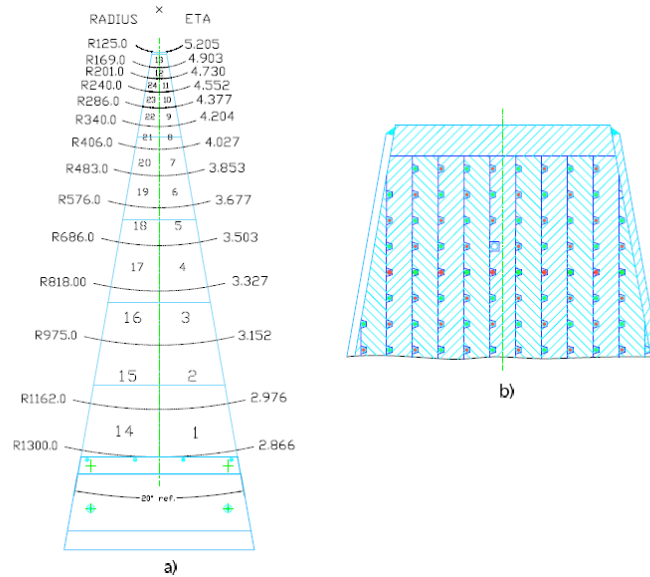 RADIUS × ETA
R125.0 5.205
R169.0 13 4.903
R201.0 12 4.730
R240.0 24 11 4.552
R286.0 23 10 4.377
R340.0 22 9 4.204
R406.0 21 8 4.027
R483.0 20 7 3.853
R576.0 19 6 3.677
R686.0 18 5 3.503
R818.00 17 4 3.327
R975.0 16 3 3.152
R1162.0 15 2 2.976
R1300.0 14 1 2.866
20° ref.
a)
b)